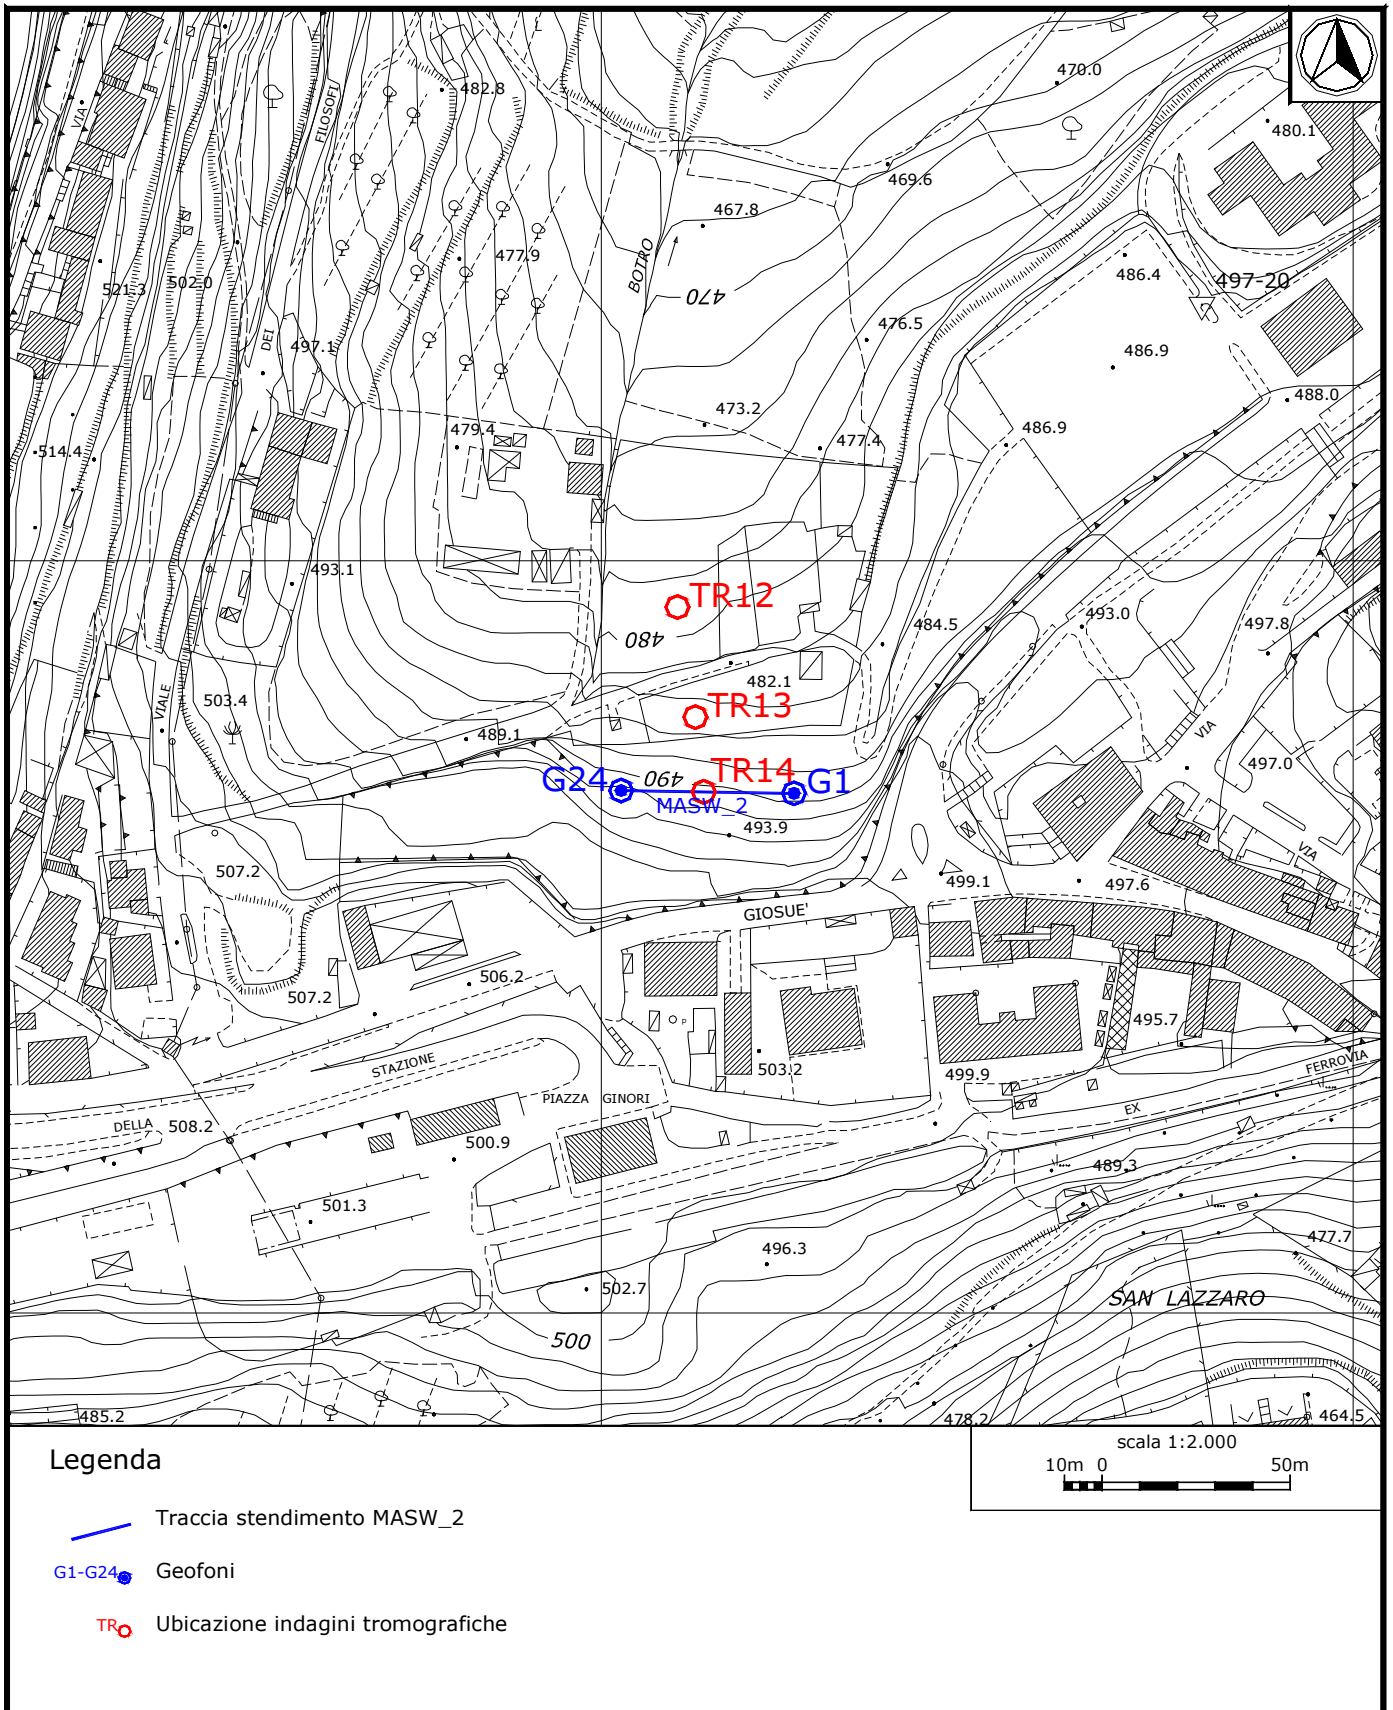 470.0
482.8
VIA
FILOSOFI
480.1
469.6
467.8
BOTRO
477.9
486.4
521.3
502.0
497-20
470
476.5
DEI
497.1
486.9
488.0
473.2
479.4
477.4
486.9
514.4
493.1
TR12
493.0
484.5
497.8
480
482.1
VIALE
503.4
TR13
489.1
VIA
497.0
G24
490
TR14
G1
MASW_2
493.9
VIA
507.2
499.1
497.6
GIOSUE'
506.2
507.2
P
495.7
STAZIONE
503.2
499.9
FERROVIA
PIAZZA GINORI
EX
DELLA
508.2
500.9
489.3
501.3
477.7
496.3
502.7
SAN LAZZARO
500
485.2
478.2
464.5
Legenda
scala 1:2.000
10m 0 50m
Traccia stendimento MASW_2
G1-G24
Geofoni
TR
Ubicazione indagini tromografiche